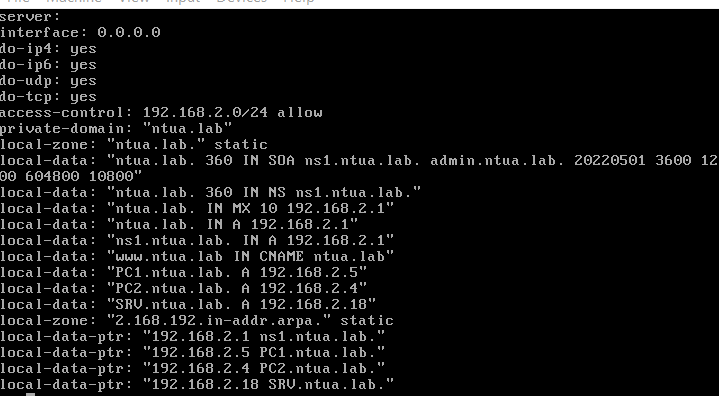 File Machine View Input Devices Help
server:
interface: 0.0.0.0
do-ip4: yes
do-ip6: yes
do-udp: yes
do-tcp: yes
access-control: 192.168.2.0/24 allow
private-domain: "ntua.lab"
local-zone: "ntua.lab." static
local-data: "ntua.lab. 360 IN SOA ns1.ntua.lab. admin.ntua.lab. 20220501 3600 12
00 604800 10800"
local-data: "ntua.lab. 360 IN NS ns1.ntua.lab."
local-data: "ntua.lab. IN MX 10 192.168.2.1"
local-data: "ntua.lab. IN A 192.168.2.1"
local-data: "ns1.ntua.lab. IN A 192.168.2.1"
local-data: "www.ntua.lab IN CNAME ntua.lab"
local-data: "PC1.ntua.lab. A 192.168.2.5"
local-data: "PC2.ntua.lab. A 192.168.2.4"
local-data: "SRV.ntua.lab. A 192.168.2.18"
local-zone: "2.168.192.in-addr.arpa." static
local-data-ptr: "192.168.2.1 ns1.ntua.lab."
local-data-ptr: "192.168.2.5 PC1.ntua.lab."
local-data-ptr: "192.168.2.4 PC2.ntua.lab."
local-data-ptr: "192.168.2.18 SRV.ntua.lab."